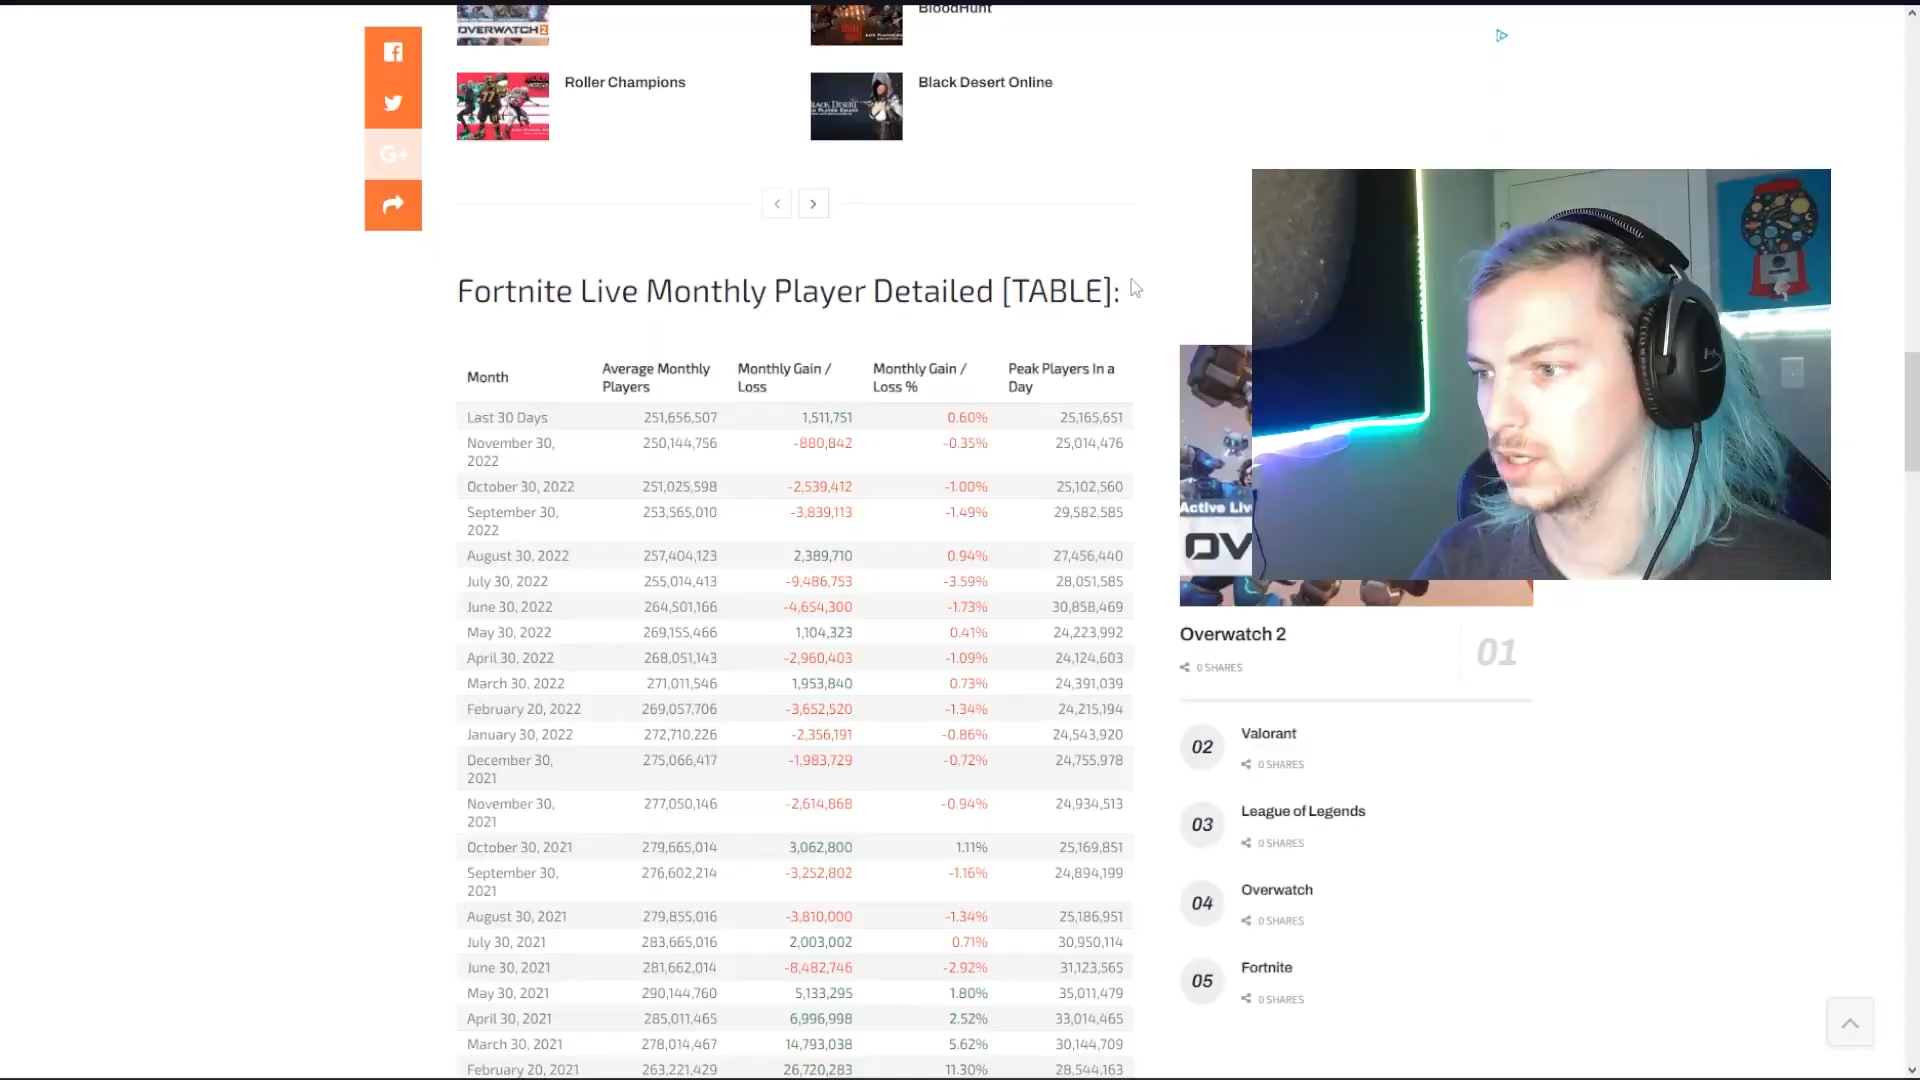 OVERWATCH 2
BloodHunt
Roller Champions
BLACK DESERT
Black Desert Online
G+
Fortnite Live Monthly Player Detailed [TABLE]:
Month Average Monthly Players Monthly Gain / Loss Monthly Gain / Loss % Peak Players In a Day
Last 30 Days 251,656,507 1,511,751 0.60% 25,165,651
November 30, 2022 250,144,756 -880,842 -0.35% 25,014,476
October 30, 2022 251,025,598 -2,539,412 -1.00% 25,102,560
September 30, 2022 253,565,010 -3,839,113 -1.49% 29,582,585
August 30, 2022 257,404,123 2,389,710 0.94% 27,456,440
July 30, 2022 255,014,413 -9,486,753 -3.59% 28,051,585
June 30, 2022 264,501,166 -4,654,300 -1.73% 30,858,469
May 30, 2022 269,155,466 1,104,323 0.41% 24,223,992
April 30, 2022 268,051,143 -2,960,403 -1.09% 24,124,603
March 30, 2022 271,011,546 1,953,840 0.73% 24,391,039
February 20, 2022 269,057,706 -3,652,520 -1.34% 24,215,194
January 30, 2022 272,710,226 -2,356,191 -0.86% 24,543,920
December 30, 2021 275,066,417 -1,983,729 -0.72% 24,755,978
November 30, 2021 277,050,146 -2,614,868 -0.94% 24,934,513
October 30, 2021 279,665,014 3,062,800 1.11% 25,169,851
September 30, 2021 276,602,214 -3,252,802 -1.16% 24,894,199
August 30, 2021 279,855,016 -3,810,000 -1.34% 25,186,951
July 30, 2021 283,665,016 2,003,002 0.71% 30,950,114
June 30, 2021 281,662,014 -8,482,746 -2.92% 31,123,565
May 30, 2021 290,144,760 5,133,295 1.80% 35,011,479
April 30, 2021 285,011,465 6,996,998 2.52% 33,014,465
March 30, 2021 278,014,467 14,793,038 5.62% 30,144,709
February 20, 2021 263,221,429 26,720,283 11.30% 28,544,163
Active Liv
OV
Overwatch 2
0 SHARES
01
02
Valorant
0 SHARES
03
League of Legends
0 SHARES
04
Overwatch
0 SHARES
05
Fortnite
0 SHARES